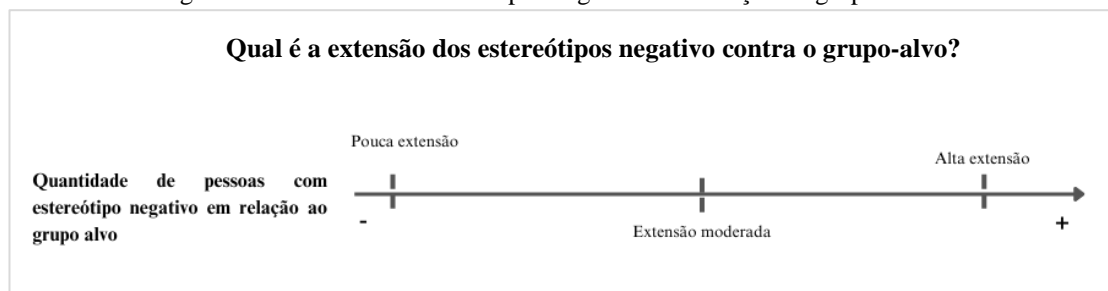 Qual é a extensão dos estereótipos negativo contra o grupo-alvo?
Pouca extensão
Alta extensão
Quantidade de pessoas com
estereótipo negativo em relação ao
grupo alvo
-
+
Extensão moderada